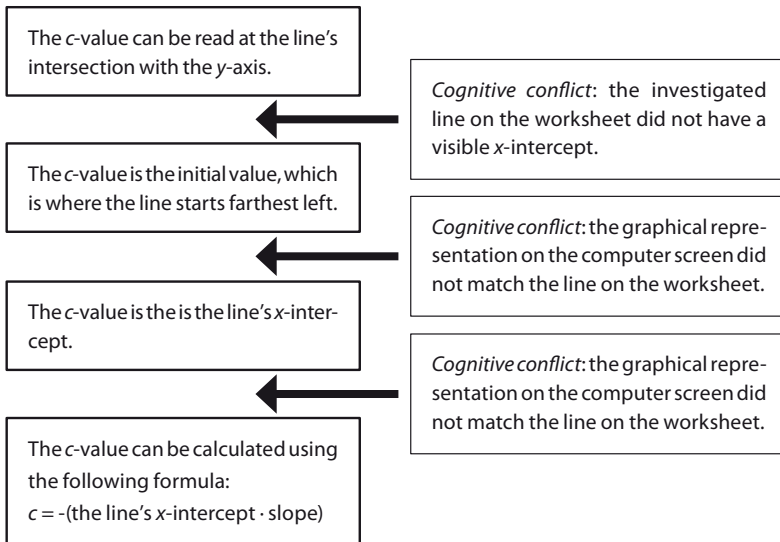 The c-value can be read at the line's
intersection with the y-axis.
Cognitive conflict: the investigated
line on the worksheet did not have a
visible x-intercept.
The c-value is the initial value, which
is where the line starts farthest left.
Cognitive conflict: the graphical repre-
sentation on the computer screen did
not match the line on the worksheet.
The c-value is the is the line's x-inter-
cept.
Cognitive conflict: the graphical repre-
sentation on the computer screen did
not match the line on the worksheet.
The c-value can be calculated using
the following formula:
c = -(the line's x-intercept · slope)